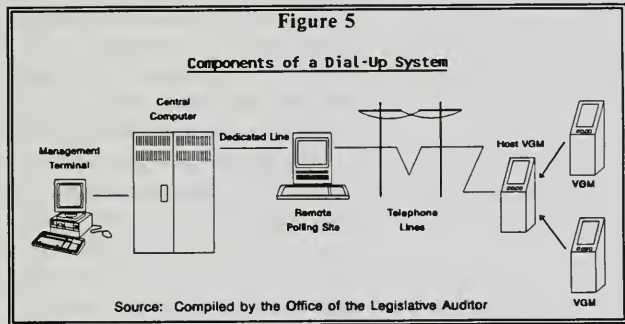 Figure 5
Components of a Dial-Up System
Central
Computer
Dedicated Line
Management
Terminal
Host VGM
VGM
Remote
Polling Site
Telephone
Lines
VGM
Source: Compiled by the Office of the Legislative Auditor